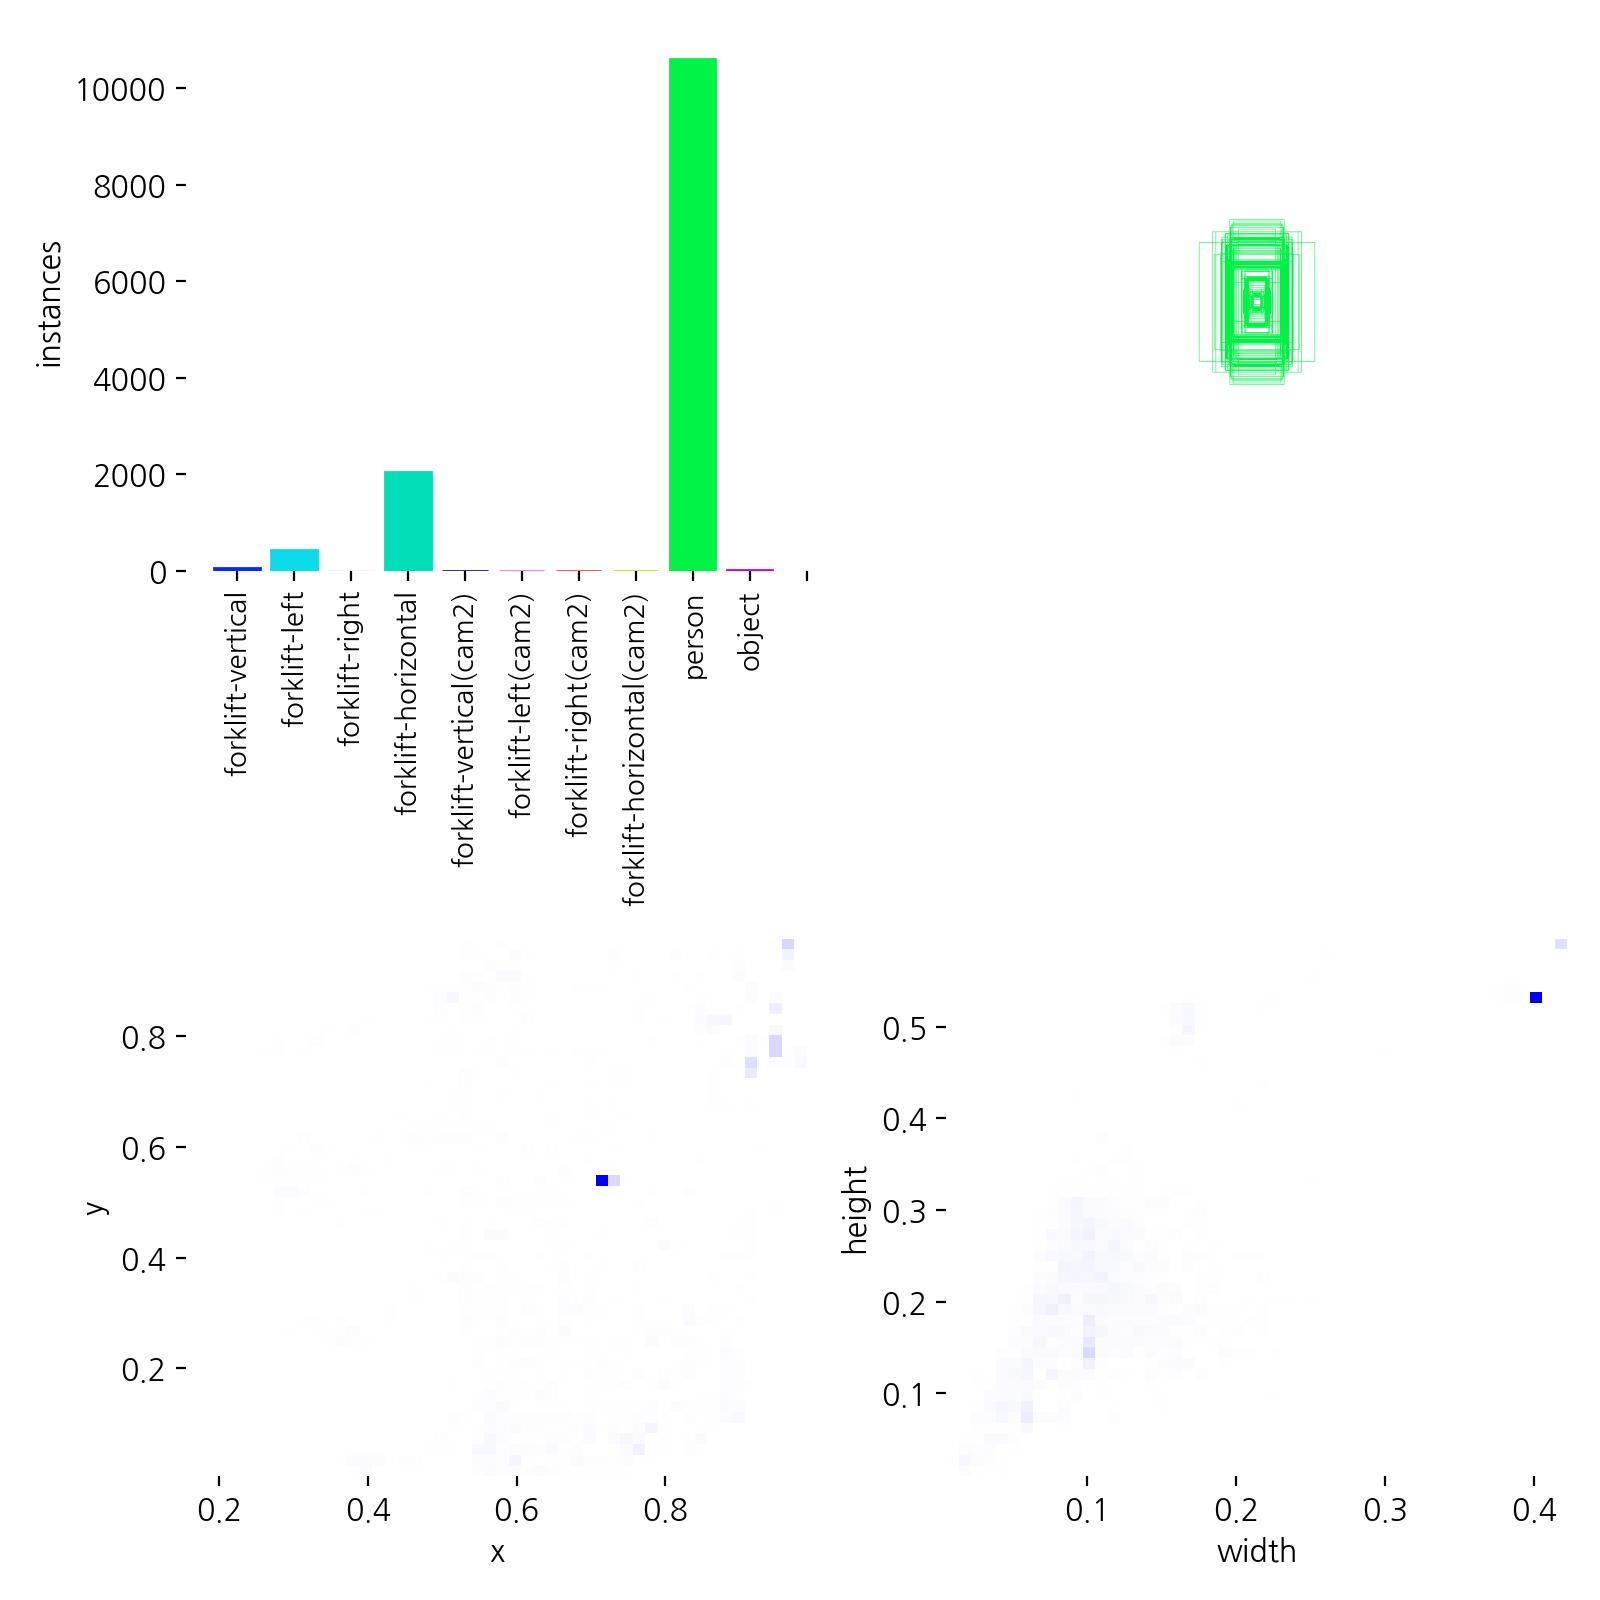 10000
8000
6000
4000
2000
0
instances
forklift-vertical
forklift-left
forklift-right
forklift-horizontal
forklift-vertical(cam2)
forklift-left(cam2)
forklift-right(cam2)
forklift-horizontal(cam2)
person
object
0.8
0.6
0.4
0.2
y
0.2 0.4 0.6 0.8
x
0.5
0.4
0.3
0.2
0.1
height
0.1 0.2 0.3 0.4
width